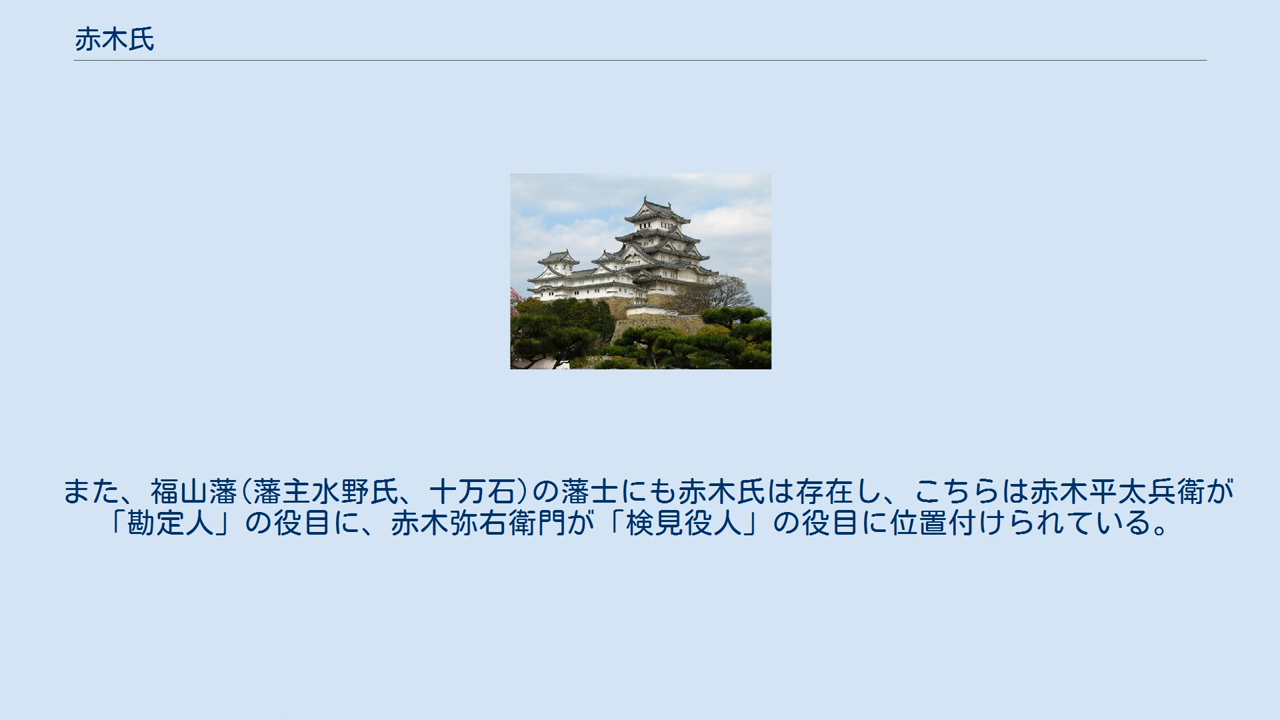 赤木氏
また、福山藩(藩主水野氏、十万石)の藩士にも赤木氏は存在し、こちらは赤木平太兵衛が
「勘定人」の役目に、赤木弥右衛門が「検見役人」の役目に位置付けられている。